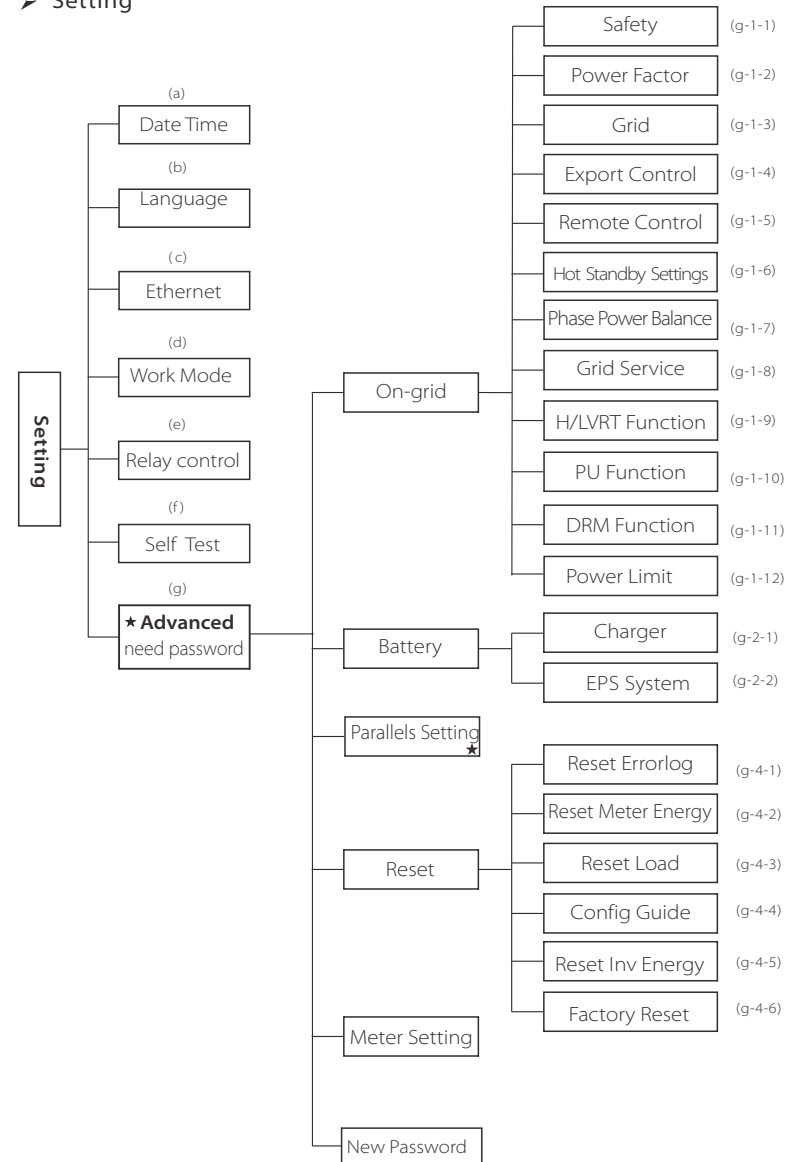 ➤ Setting
Setting
(a)
Date Time
(b)
Language
(c)
Ethernet
(d)
Work Mode
(e)
Relay control
(f)
Self Test
(g)
★ Advanced
need password
On-grid
Safety (g-1-1)
Power Factor (g-1-2)
Grid (g-1-3)
Export Control (g-1-4)
Remote Control (g-1-5)
Hot Standby Settings (g-1-6)
Phase Power Balance (g-1-7)
Grid Service (g-1-8)
H/LVRT Function (g-1-9)
PU Function (g-1-10)
DRM Function (g-1-11)
Power Limit (g-1-12)
Battery
Charger (g-2-1)
EPS System (g-2-2)
Parallels Setting
★
Reset
Reset Errorlog (g-4-1)
Reset Meter Energy (g-4-2)
Reset Load (g-4-3)
Config Guide (g-4-4)
Reset Inv Energy (g-4-5)
Factory Reset (g-4-6)
Meter Setting
New Password